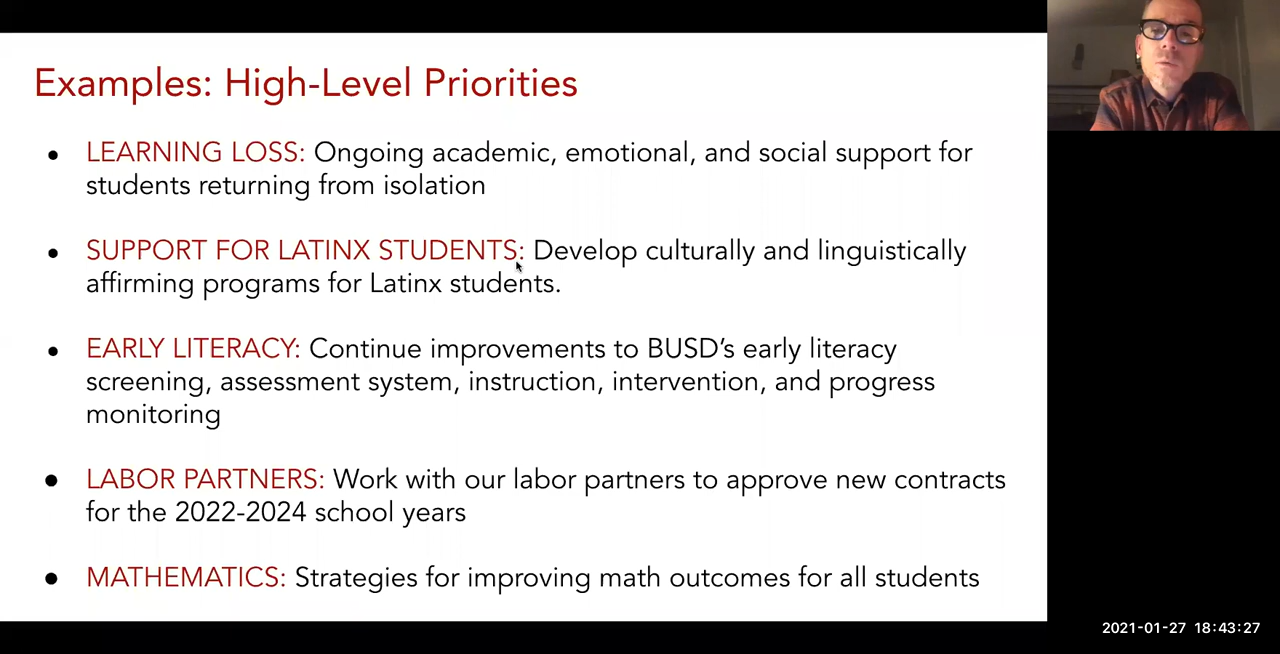 Examples: High-Level Priorities
• LEARNING LOSS: Ongoing academic, emotional, and social support for
students returning from isolation
• SUPPORT FOR LATINX STUDENTS: Develop culturally and linguistically
affirming programs for Latinx students.
• EARLY LITERACY: Continue improvements to BUSD’s early literacy
screening, assessment system, instruction, intervention, and progress
monitoring
• LABOR PARTNERS: Work with our labor partners to approve new contracts
for the 2022-2024 school years
• MATHEMATICS: Strategies for improving math outcomes for all students
2021-01-27 18:43:27